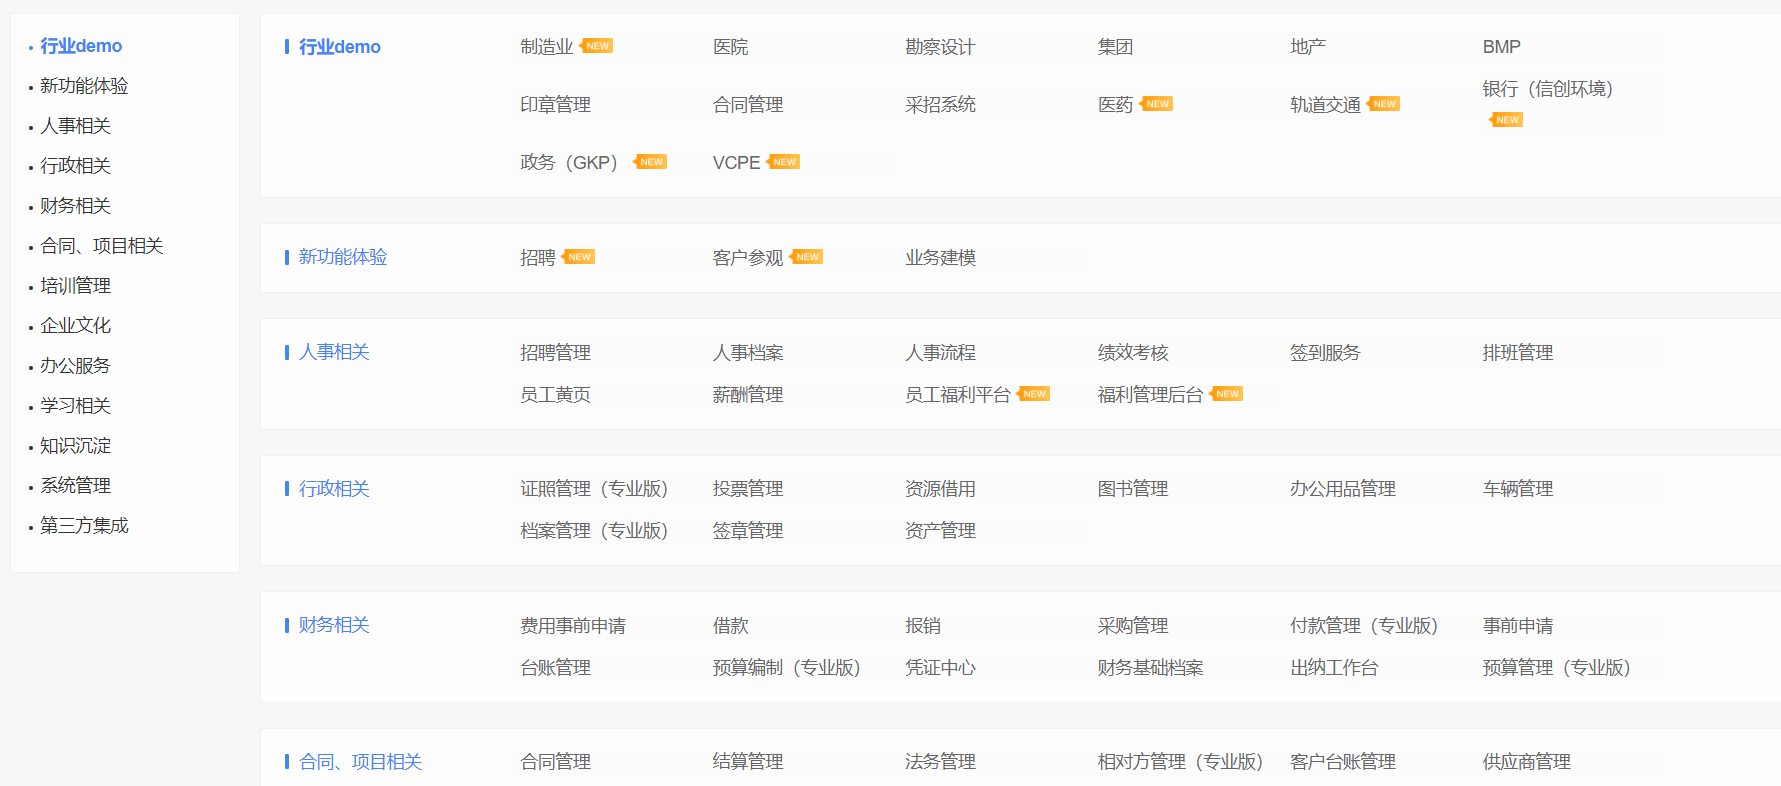 行业demo
新功能体验
人事相关
行政相关
财务相关
合同、项目相关
培训管理
企业文化
办公服务
学习相关
知识沉淀
系统管理
第三方集成
行业demo 制造业 NEW 医院 勘察设计 集团 地产 BMP
印章管理 合同管理 采招系统 医药 NEW 轨道交通 NEW 银行（信创环境） NEW
政务（GKP） NEW VCPE NEW
新功能体验 招聘 NEW 客户参观 NEW 业务建模
人事相关 招聘管理 人事档案 人事流程 绩效考核 签到服务 排班管理
员工黄页 薪酬管理 员工福利平台 NEW 福利管理后台 NEW
行政相关 证照管理（专业版） 投票管理 资源借用 图书管理 办公用品管理 车辆管理
档案管理（专业版） 签章管理 资产管理
财务相关 费用事前申请 借款 报销 采购管理 付款管理（专业版） 事前申请
台账管理 预算编制（专业版） 凭证中心 财务基础档案 出纳工作台 预算管理（专业版）
合同、项目相关 合同管理 结算管理 法务管理 相对方管理（专业版） 客户台账管理 供应商管理